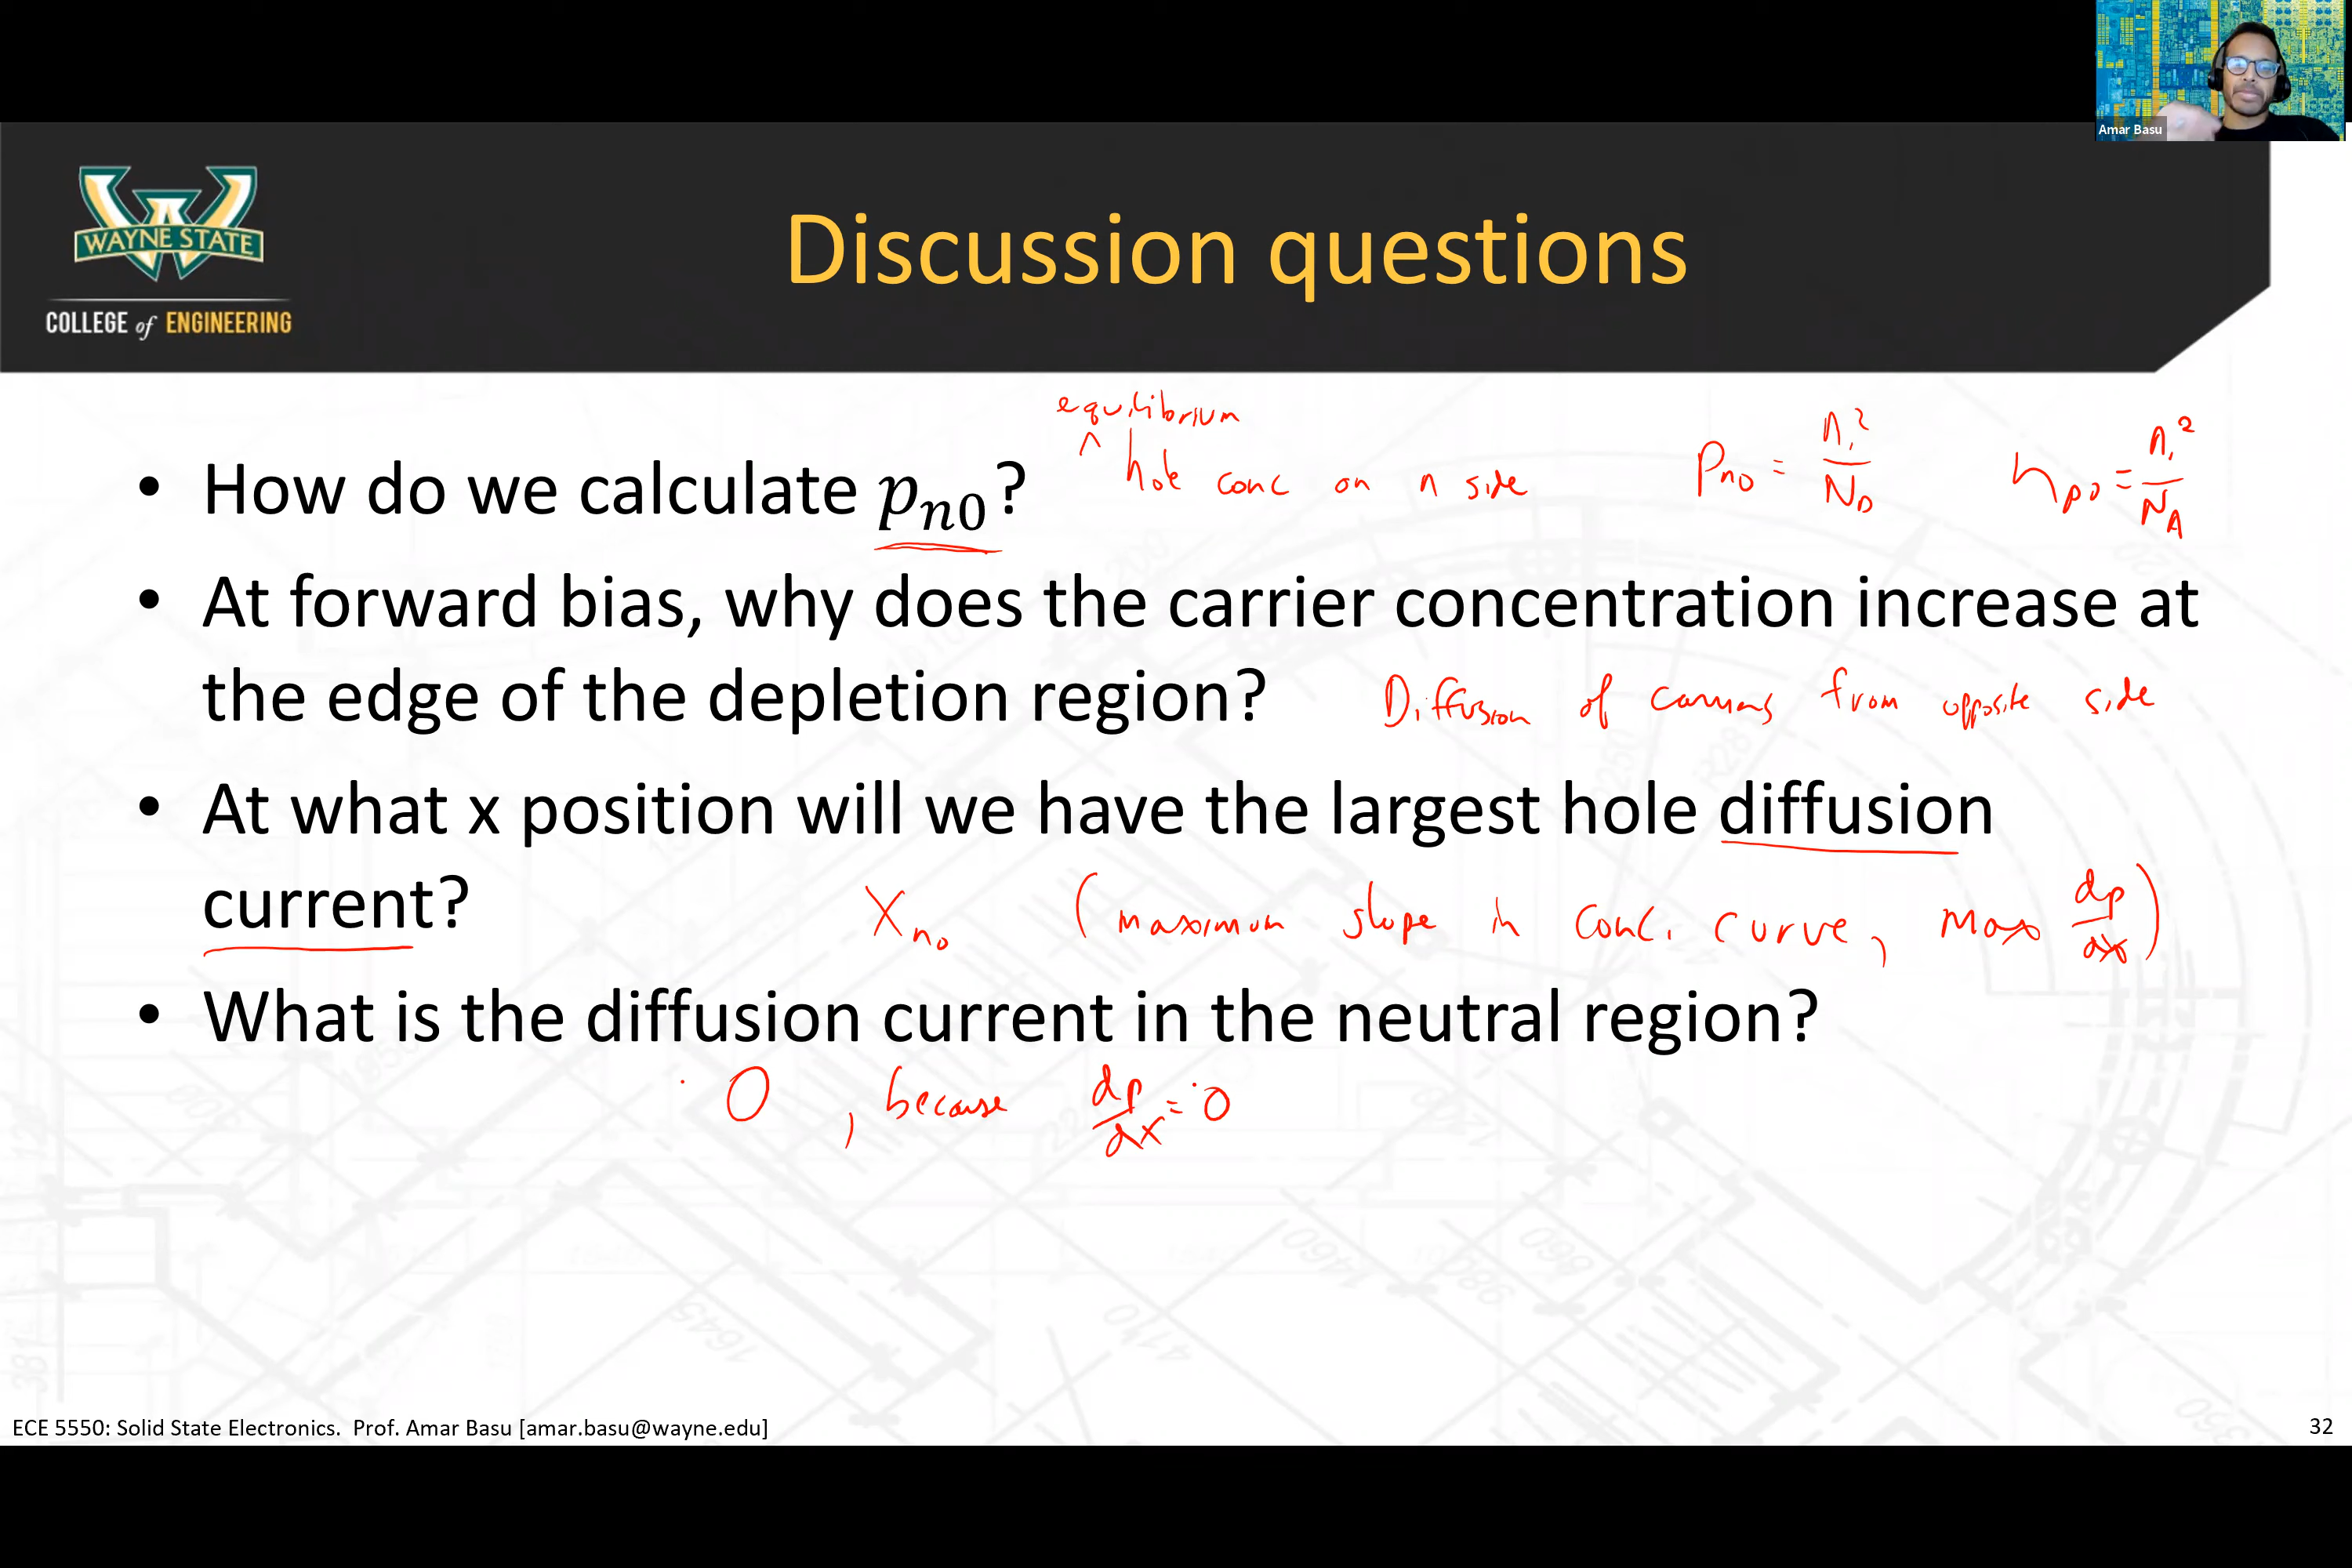 Amar Basu
WAYNE STATE
COLLEGE of ENGINEERING
Discussion questions
equilibrium
• How do we calculate pₙ₀? ^ hole conc on n side pₙ₀ = nᵢ²/N_D nₚ₀ = nᵢ²/N_A
• At forward bias, why does the carrier concentration increase at
the edge of the depletion region? Diffusion of carriers from opposite side
• At what x position will we have the largest hole diffusion
current? Xₙ₀ (maximum slope in conc. curve, max dp/dx)
• What is the diffusion current in the neutral region?
0, because dp/dx = 0
ECE 5550: Solid State Electronics. Prof. Amar Basu [amar.basu@wayne.edu]
32